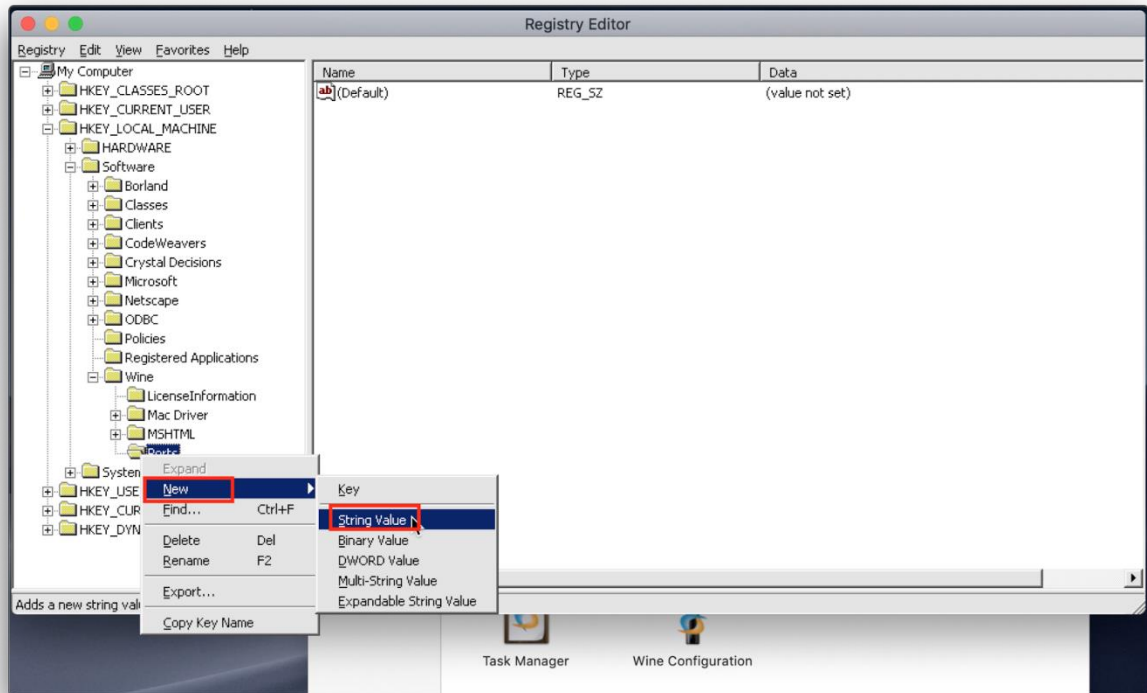 Registry Editor
Registry Edit View Favorites Help
My Computer
HKEY_CLASSES_ROOT
HKEY_CURRENT_USER
HKEY_LOCAL_MACHINE
HARDWARE
Software
Borland
Classes
Clients
CodeWeavers
Crystal Decisions
Microsoft
Netscape
ODBC
Policies
Registered Applications
Wine
LicenseInformation
Mac Driver
MSHTML
Ports
System
HKEY_USE
HKEY_CUR
HKEY_DYN
Name Type Data
ab (Default) REG_SZ (value not set)
Expand
New
Find... Ctrl+F
Delete Del
Rename F2
Export...
Copy Key Name
Key
String Value
Binary Value
DWORD Value
Multi-String Value
Expandable String Value
Adds a new string val
Task Manager Wine Configuration